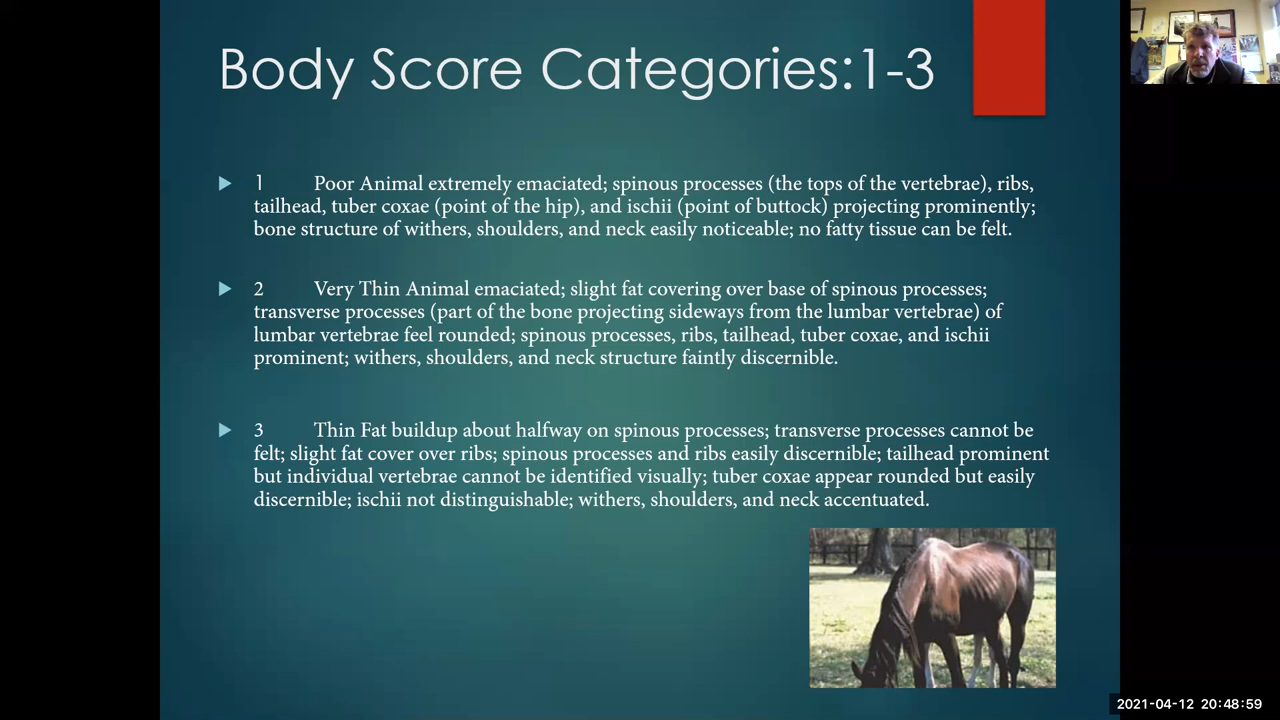 Body Score Categories:1-3
1 Poor Animal extremely emaciated; spinous processes (the tops of the vertebrae), ribs,
tailhead, tuber coxae (point of the hip), and ischii (point of buttock) projecting prominently;
bone structure of withers, shoulders, and neck easily noticeable; no fatty tissue can be felt.
2 Very Thin Animal emaciated; slight fat covering over base of spinous processes;
transverse processes (part of the bone projecting sideways from the lumbar vertebrae) of
lumbar vertebrae feel rounded; spinous processes, ribs, tailhead, tuber coxae, and ischii
prominent; withers, shoulders, and neck structure faintly discernible.
3 Thin Fat buildup about halfway on spinous processes; transverse processes cannot be
felt; slight fat cover over ribs; spinous processes and ribs easily discernible; tailhead prominent
but individual vertebrae cannot be identified visually; tuber coxae appear rounded but easily
discernible; ischii not distinguishable; withers, shoulders, and neck accentuated.
2021-04-12 20:48:59